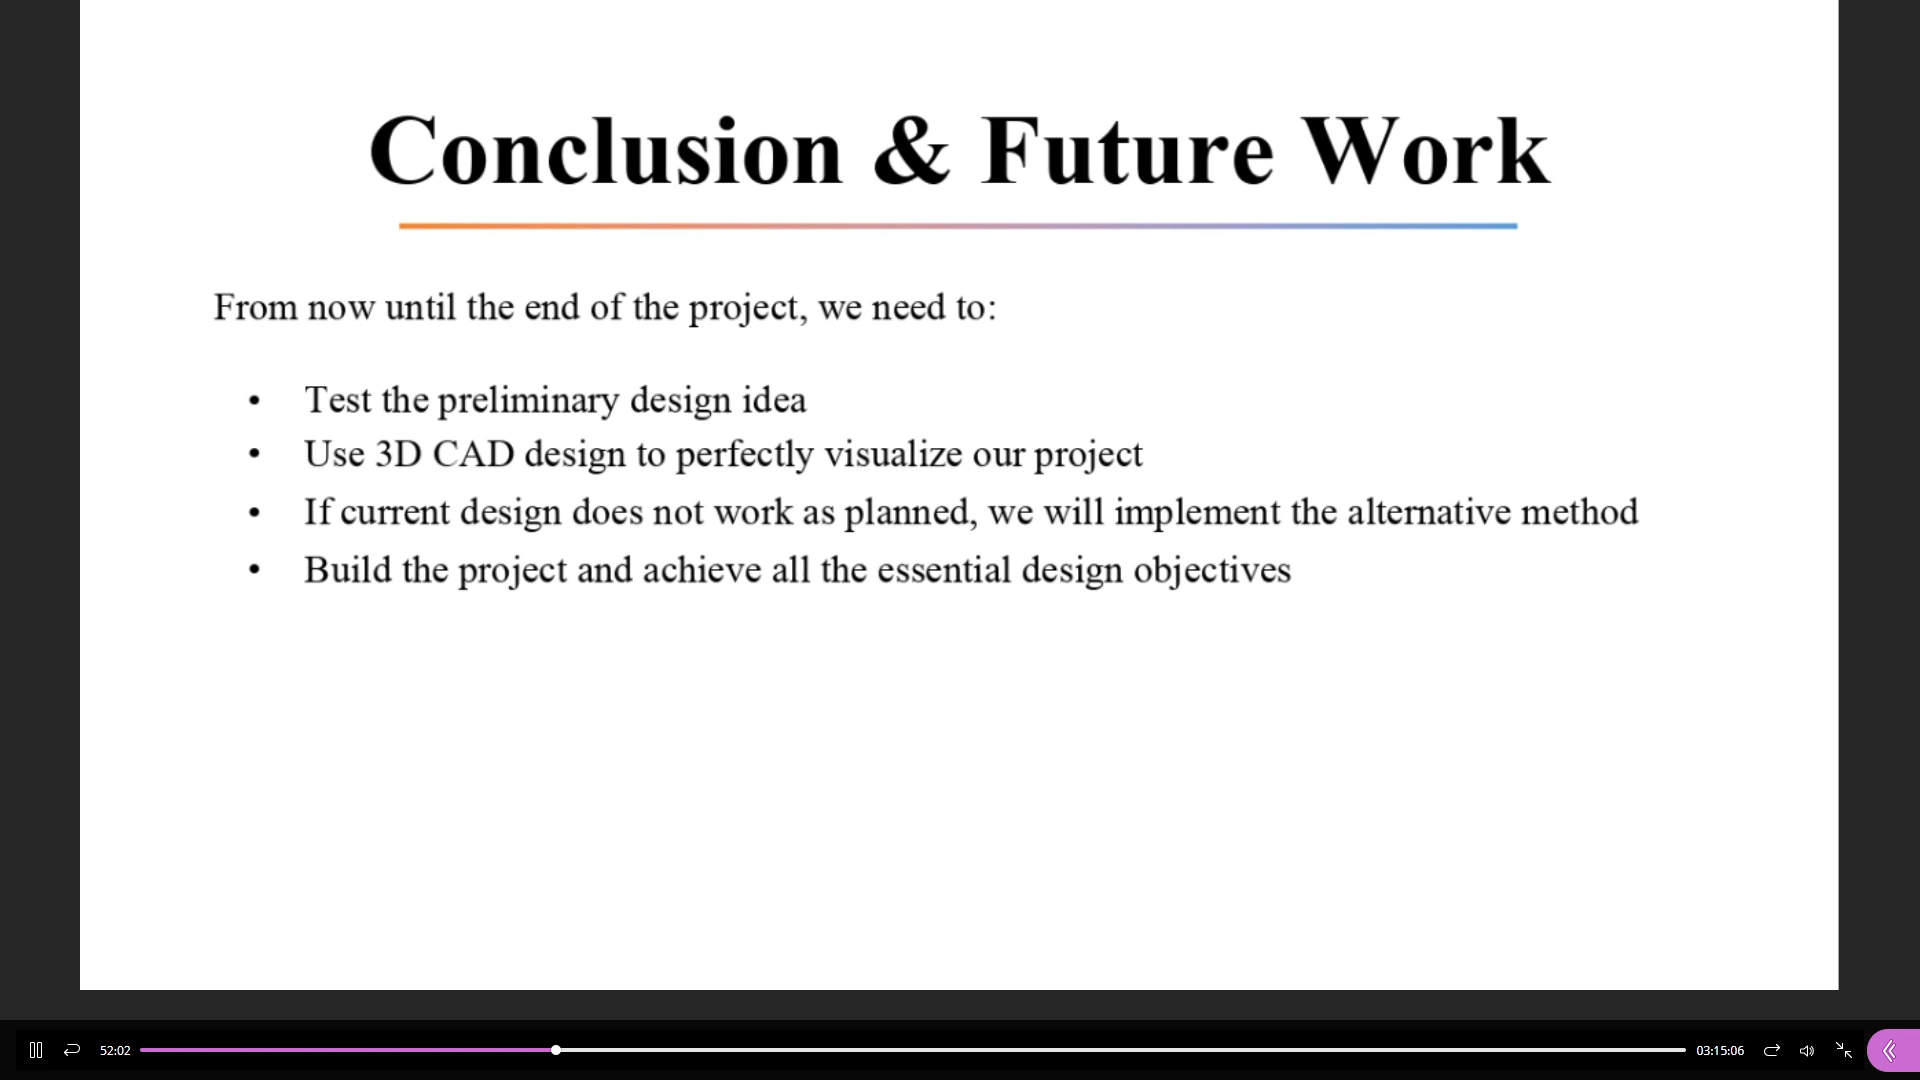 Conclusion & Future Work
From now until the end of the project, we need to:
• Test the preliminary design idea
• Use 3D CAD design to perfectly visualize our project
• If current design does not work as planned, we will implement the alternative method
• Build the project and achieve all the essential design objectives
52:02
03:15:06